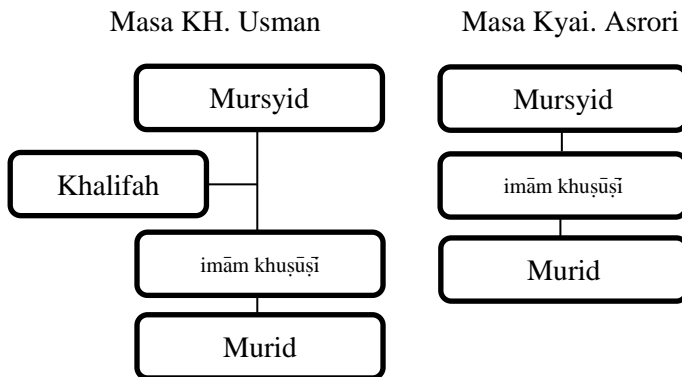 Masa KH. Usman
Mursyid
Khalifah
imām khuṣūṣī
Murid
Masa Kyai. Asrori
Mursyid
imām khuṣūṣī
Murid